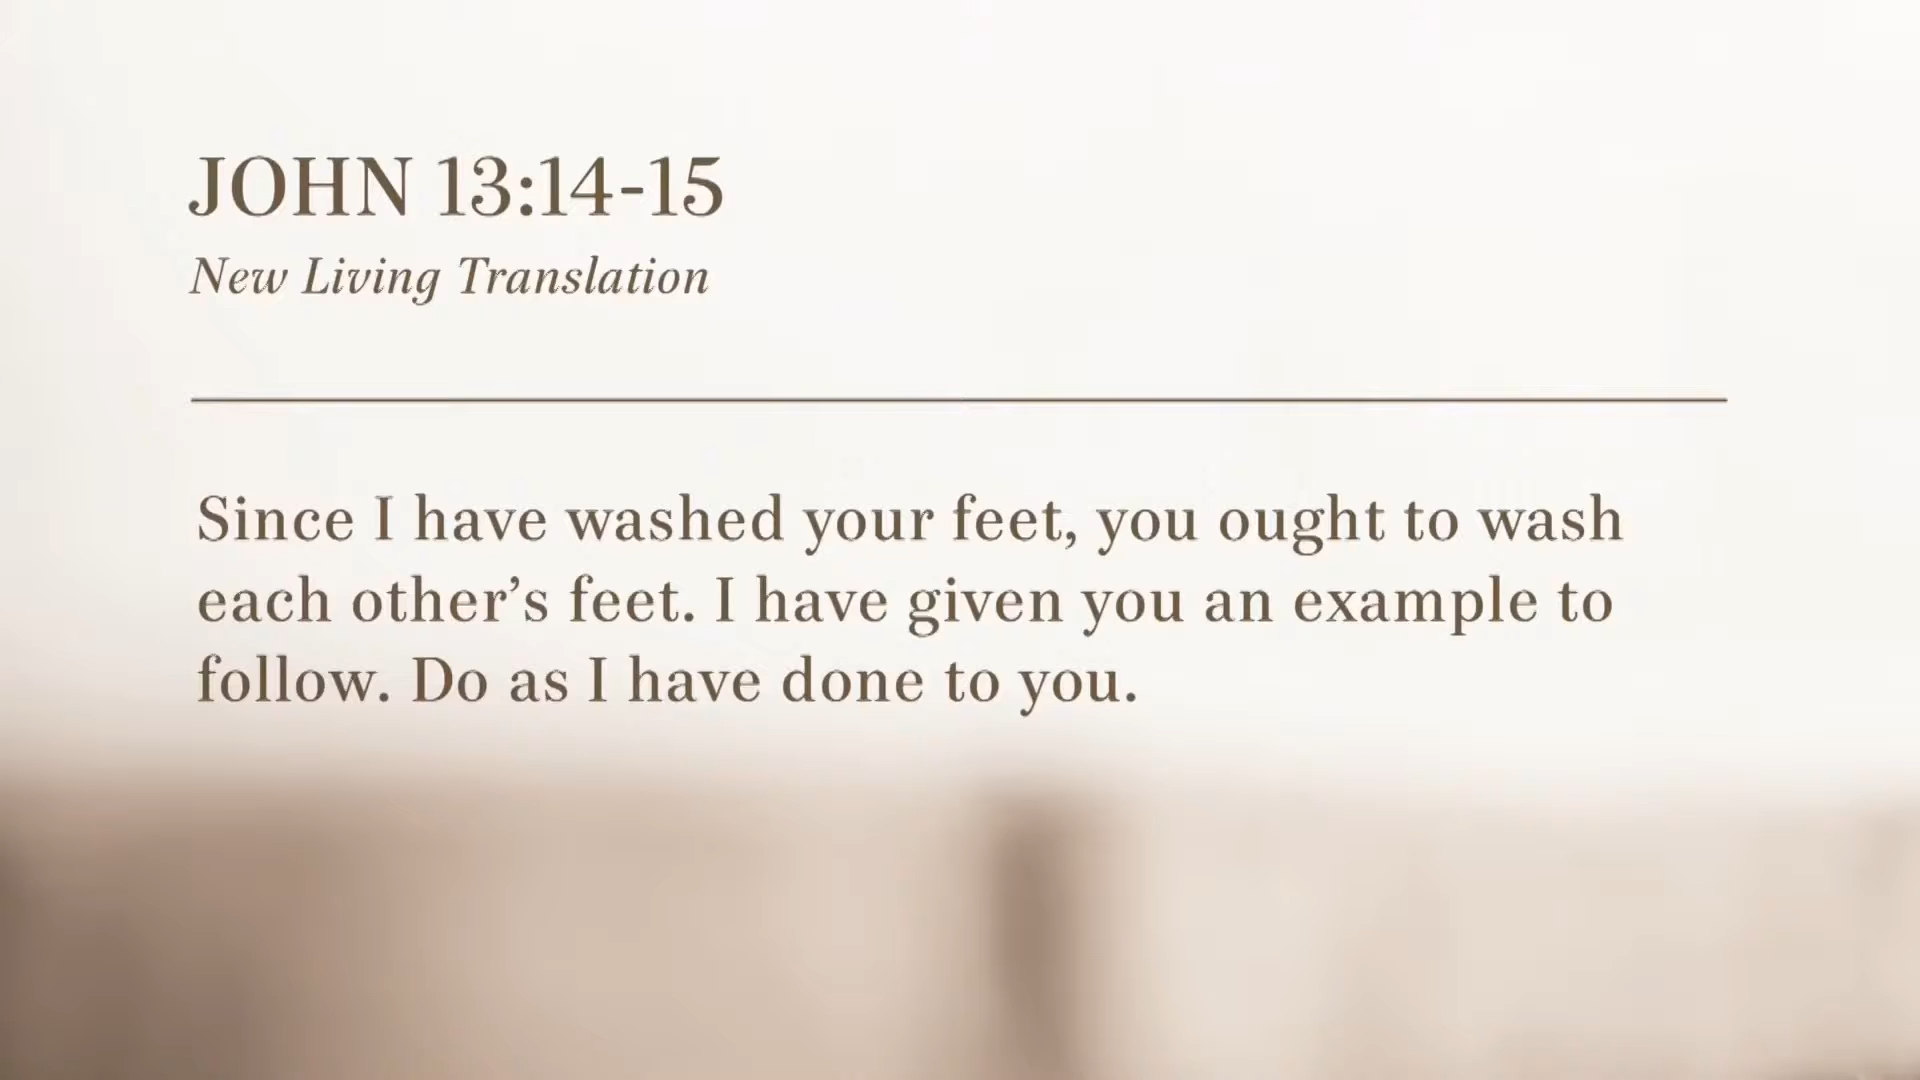 JOHN 13:14-15
New Living Translation
Since I have washed your feet, you ought to wash
each other’s feet. I have given you an example to
follow. Do as I have done to you.